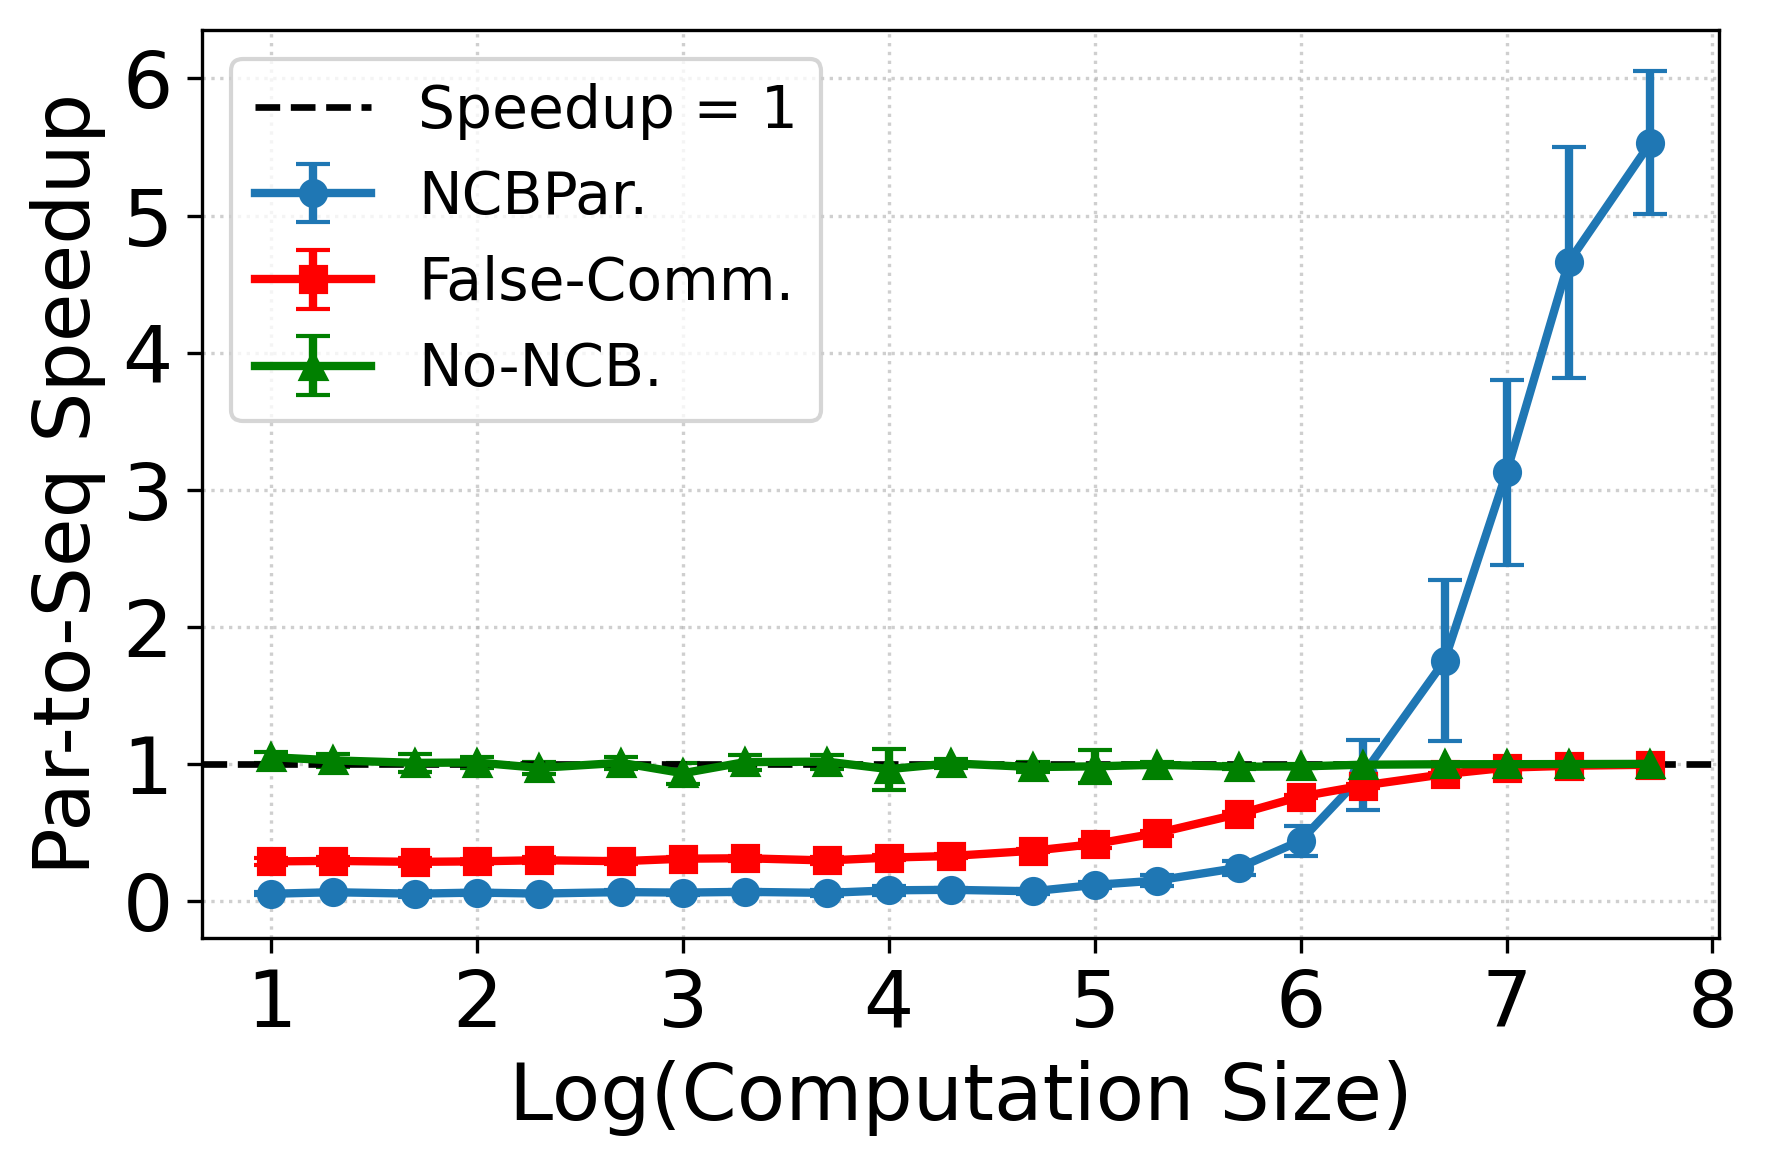 Par-to-Seq Speedup
6
5
4
3
2
1
0
Speedup = 1
NCBPar.
False-Comm.
No-NCB.
1 2 3 4 5 6 7 8
Log(Computation Size)